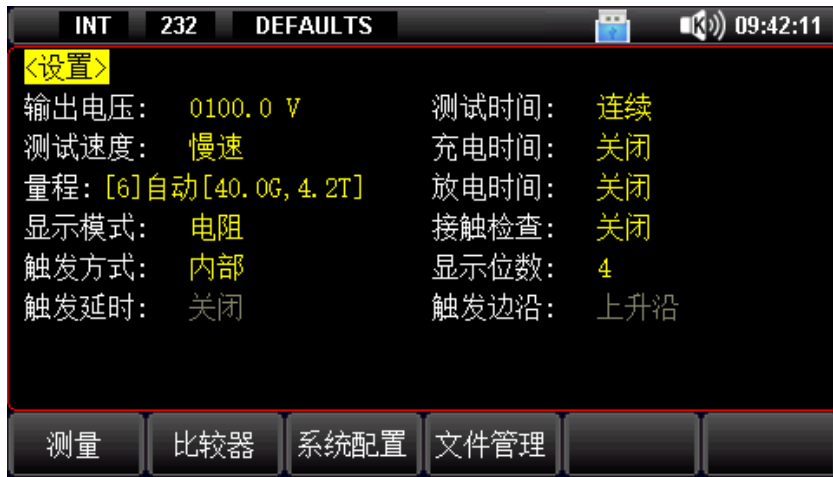 INT 232 DEFAULTS 09:42:11
<设置>
输出电压: 0100.0 V 测试时间: 连续
测试速度: 慢速 充电时间: 关闭
量程: [6]自动[40.0G,4.2T] 放电时间: 关闭
显示模式: 电阻 接触检查: 关闭
触发方式: 内部 显示位数: 4
触发延时: 关闭 触发边沿: 上升沿
测量 比较器 系统配置 文件管理